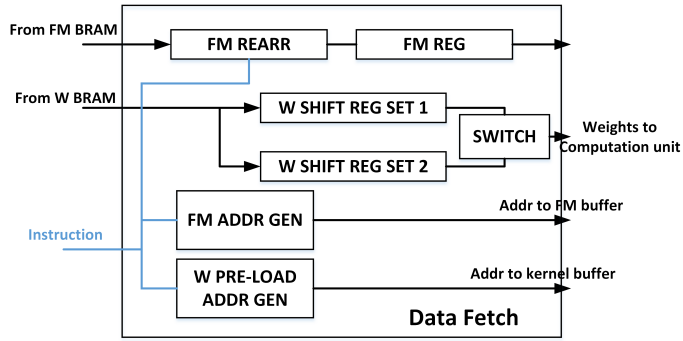 From FM BRAM
FM REARR
FM REG
From W BRAM
W SHIFT REG SET 1
SWITCH
Weights to
Computation unit
W SHIFT REG SET 2
FM ADDR GEN
Addr to FM buffer
Instruction
W PRE-LOAD
ADDR GEN
Addr to kernel buffer
Data Fetch